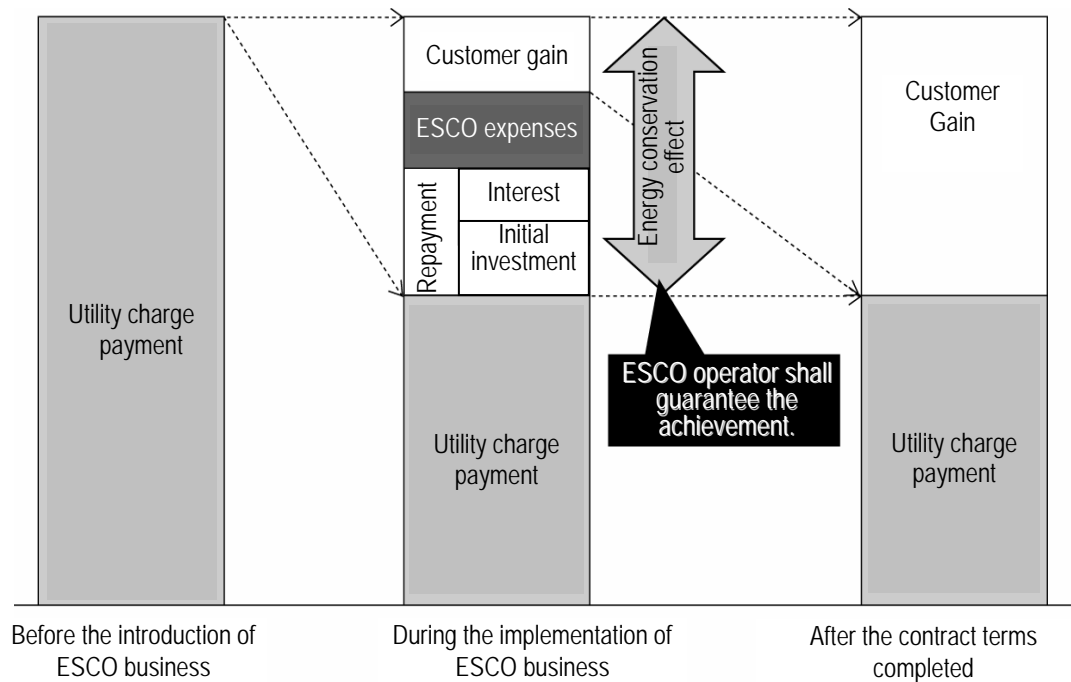 Utility charge
payment
Before the introduction of
ESCO business
Customer gain
ESCO expenses
Repayment
Interest
Initial
investment
Utility charge
payment
During the implementation of
ESCO business
Energy conservation
effect
ESCO operator shall
guarantee the
achievement.
Customer
Gain
Utility charge
payment
After the contract terms
completed